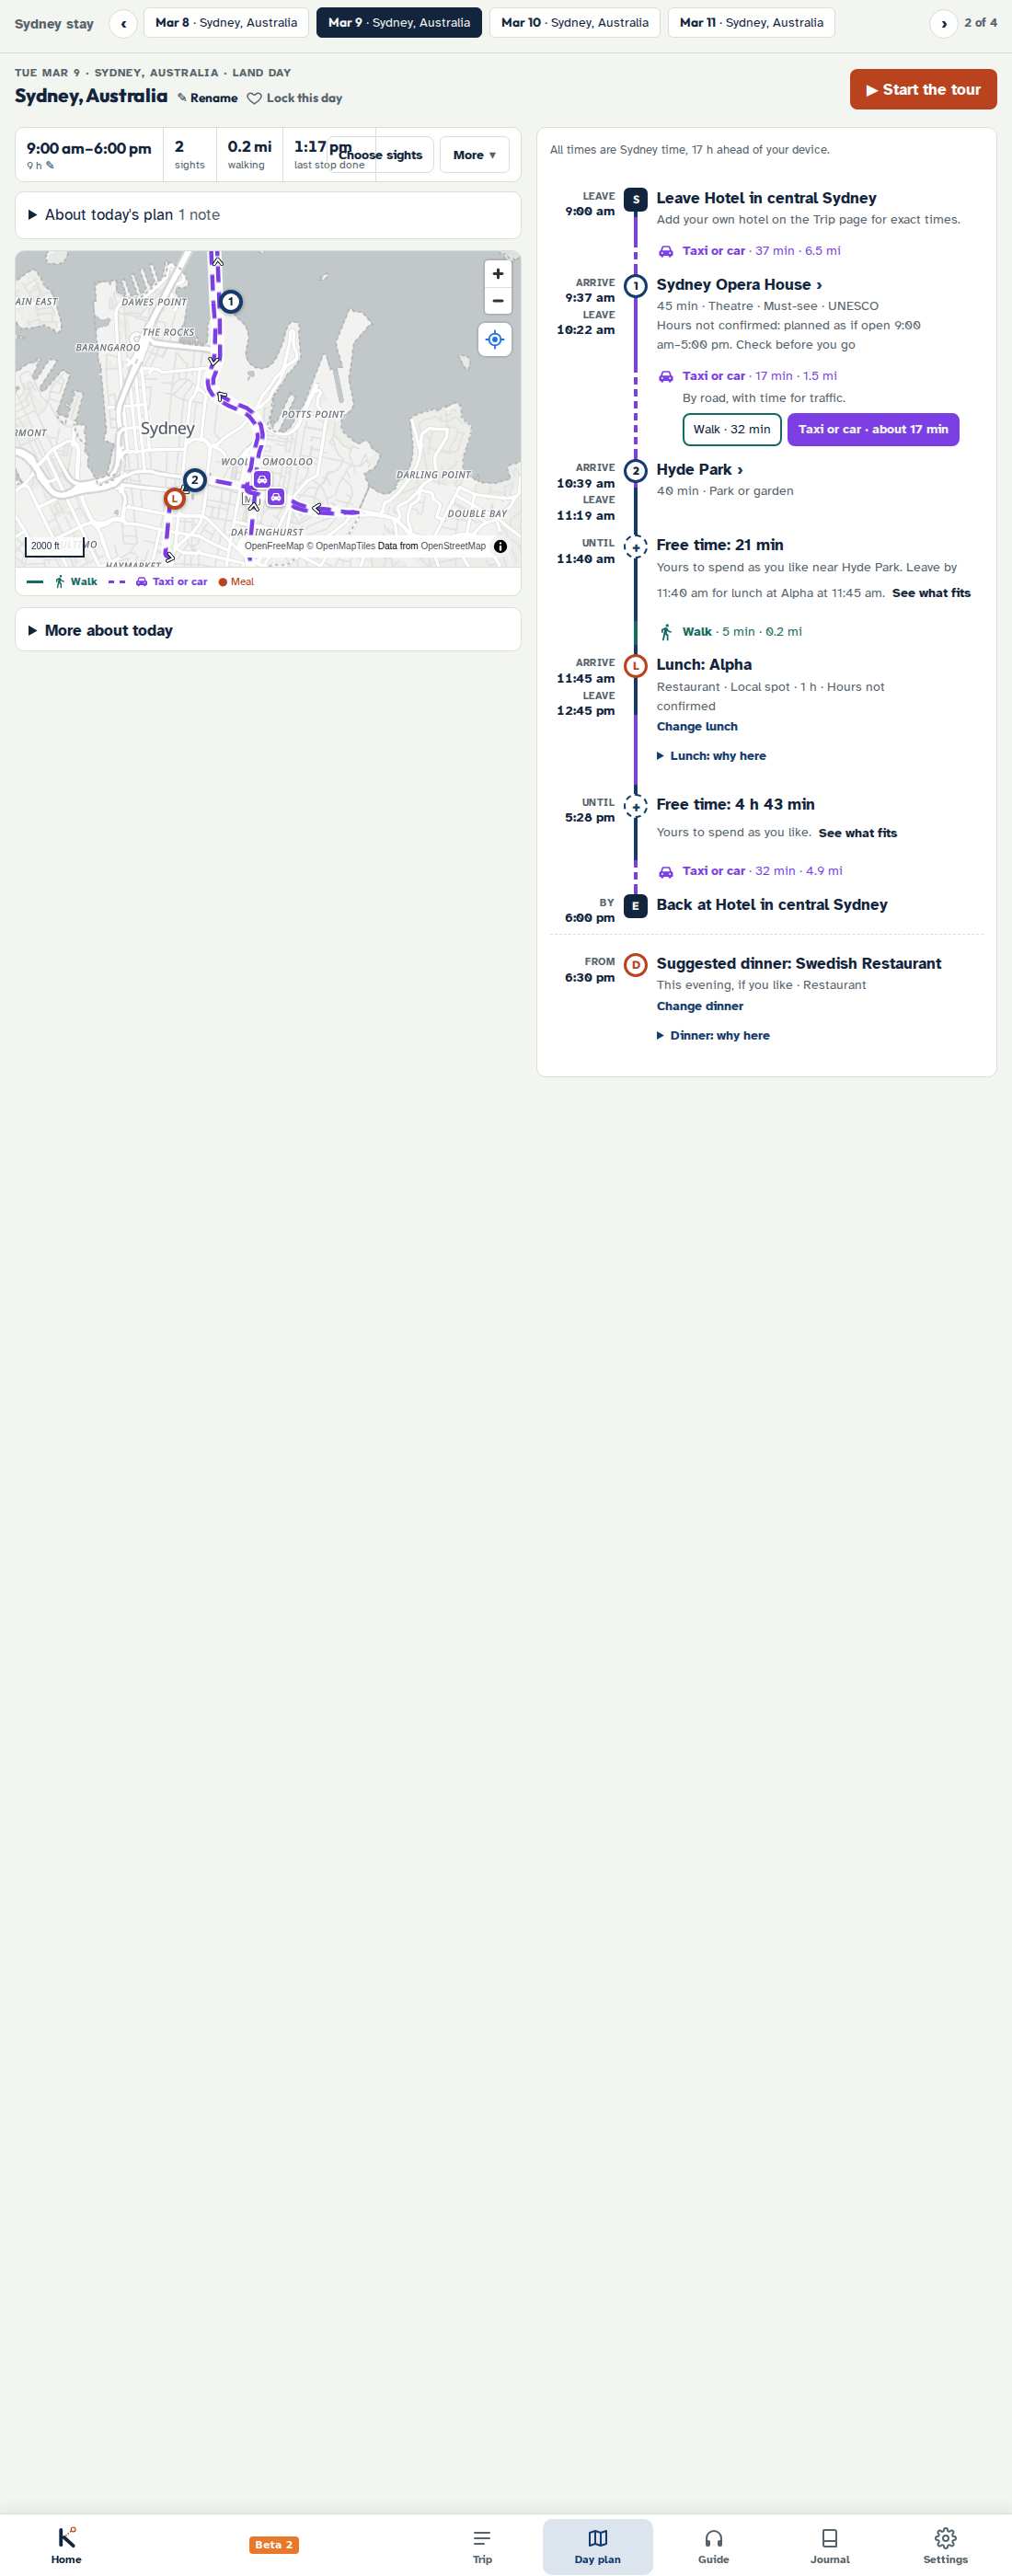 Sydney stay
‹
Mar 8 · Sydney, Australia
Mar 9 · Sydney, Australia
Mar 10 · Sydney, Australia
Mar 11 · Sydney, Australia
›
2 of 4
TUE MAR 9 · SYDNEY, AUSTRALIA · LAND DAY
Sydney, Australia ✎ Rename Lock this day
▶ Start the tour
9:00 am–6:00 pm
9 h ✎
2
sights
0.2 mi
walking
1:17 pm
last stop done
Choose sights
More ▾
▶ About today's plan 1 note
AIN EAST
DAWES POINT
1
THE ROCKS
BARANGAROO
POTTS POINT
RMONT
Sydney
DARLING POINT
2
L
DOUBLE BAY
2000 ft
HAYMARKET
OpenFreeMap © OpenMapTiles Data from OpenStreetMap
+
−
Walk
Taxi or car
Meal
▶ More about today
All times are Sydney time, 17 h ahead of your device.
LEAVE
9:00 am
S
Leave Hotel in central Sydney
Add your own hotel on the Trip page for exact times.
Taxi or car · 37 min · 6.5 mi
ARRIVE
9:37 am
LEAVE
10:22 am
1
Sydney Opera House ›
45 min · Theatre · Must-see · UNESCO
Hours not confirmed: planned as if open 9:00
am–5:00 pm. Check before you go
Taxi or car · 17 min · 1.5 mi
By road, with time for traffic.
Walk · 32 min
Taxi or car · about 17 min
ARRIVE
10:39 am
LEAVE
11:19 am
2
Hyde Park ›
40 min · Park or garden
UNTIL
11:40 am
+
Free time: 21 min
Yours to spend as you like near Hyde Park. Leave by
11:40 am for lunch at Alpha at 11:45 am. See what fits
Walk · 5 min · 0.2 mi
ARRIVE
11:45 am
LEAVE
12:45 pm
L
Lunch: Alpha
Restaurant · Local spot · 1 h · Hours not
confirmed
Change lunch
▶ Lunch: why here
UNTIL
5:28 pm
+
Free time: 4 h 43 min
Yours to spend as you like. See what fits
Taxi or car · 32 min · 4.9 mi
BY
6:00 pm
E
Back at Hotel in central Sydney
FROM
6:30 pm
D
Suggested dinner: Swedish Restaurant
This evening, if you like · Restaurant
Change dinner
▶ Dinner: why here
Home
Beta 2
Trip
Day plan
Guide
Journal
Settings